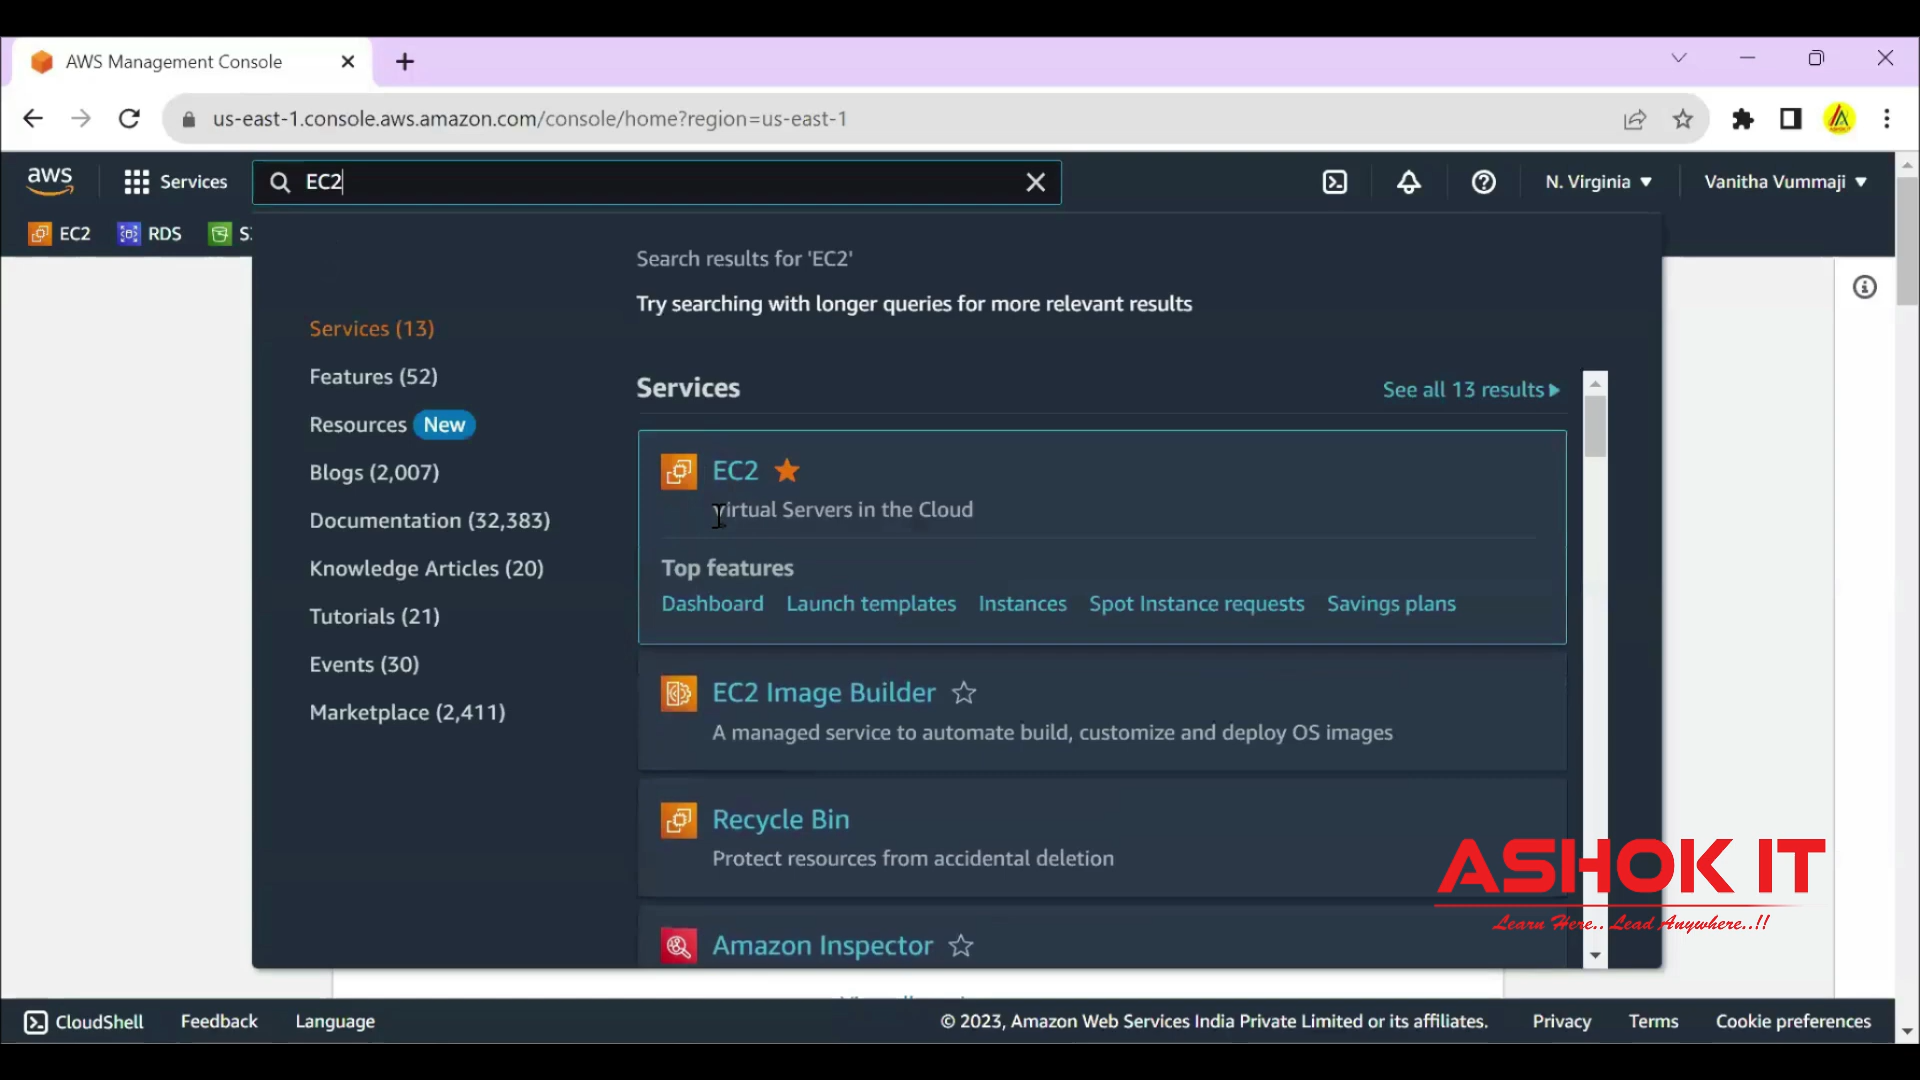 AWS Management Console
us-east-1.console.aws.amazon.com/console/home?region=us-east-1
aws
Services
EC2
N. Virginia
Vanitha Vummaji
EC2
RDS
Search results for 'EC2'
Try searching with longer queries for more relevant results
Services (13)
Features (52)
Resources New
Blogs (2,007)
Documentation (32,383)
Knowledge Articles (20)
Tutorials (21)
Events (30)
Marketplace (2,411)
Services
See all 13 results
EC2
Virtual Servers in the Cloud
Top features
Dashboard Launch templates Instances Spot Instance requests Savings plans
EC2 Image Builder
A managed service to automate build, customize and deploy OS images
Recycle Bin
Protect resources from accidental deletion
Amazon Inspector
ASHOK IT
Learn Here.. Lead Anywhere..!!
CloudShell Feedback Language
© 2023, Amazon Web Services India Private Limited or its affiliates. Privacy Terms Cookie preferences